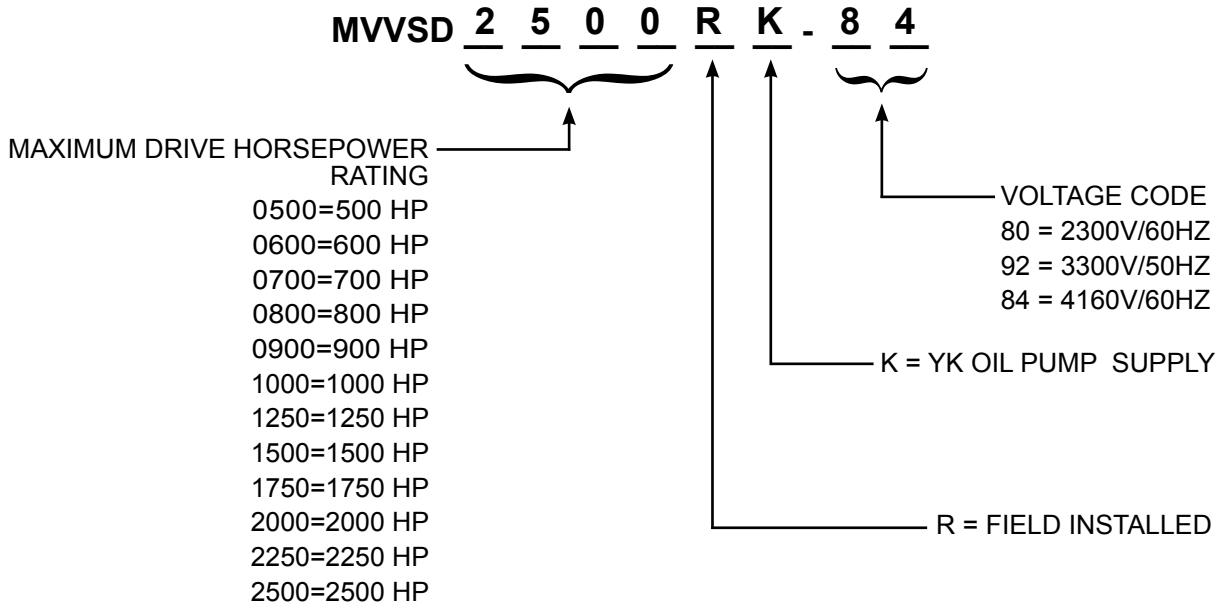 MVVSD 2 5 0 0 R K - 8 4
MAXIMUM DRIVE HORSEPOWER
RATING
0500=500 HP
0600=600 HP
0700=700 HP
0800=800 HP
0900=900 HP
1000=1000 HP
1250=1250 HP
1500=1500 HP
1750=1750 HP
2000=2000 HP
2250=2250 HP
2500=2500 HP
VOLTAGE CODE
80 = 2300V/60HZ
92 = 3300V/50HZ
84 = 4160V/60HZ
K = YK OIL PUMP SUPPLY
R = FIELD INSTALLED